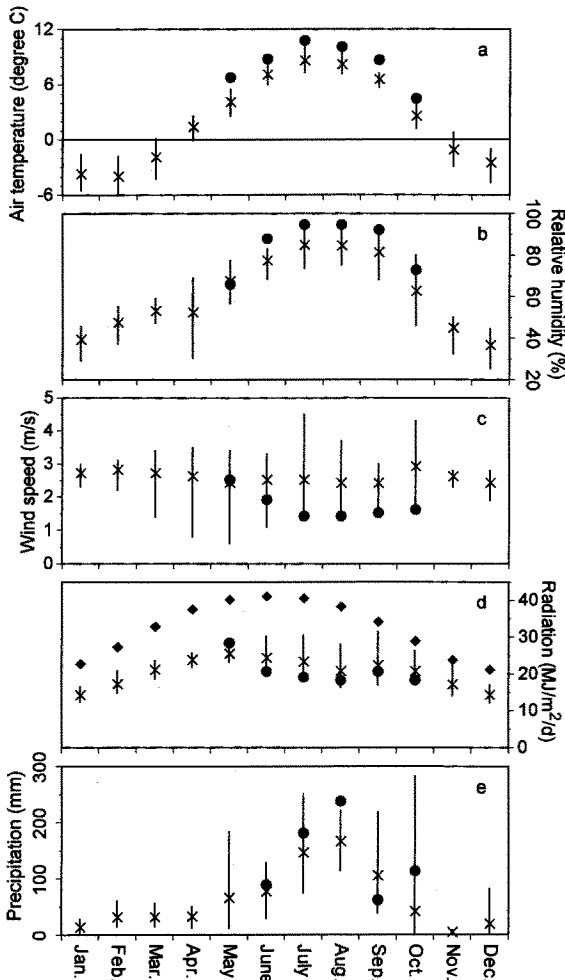 Air temperature (degree C)
12
6
0
-6
a
b
100
80
60
40
20
Relative humidity (%)
Wind speed (m/s)
5
4
3
2
1
0
c
d
40
30
20
10
0
Radiation (MJ/m²/d)
Precipitation (mm)
300
200
100
0
e
Jan.
Feb.
Mar.
Apr.
May
June
July
Aug.
Sep.
Oct.
Nov.
Dec.